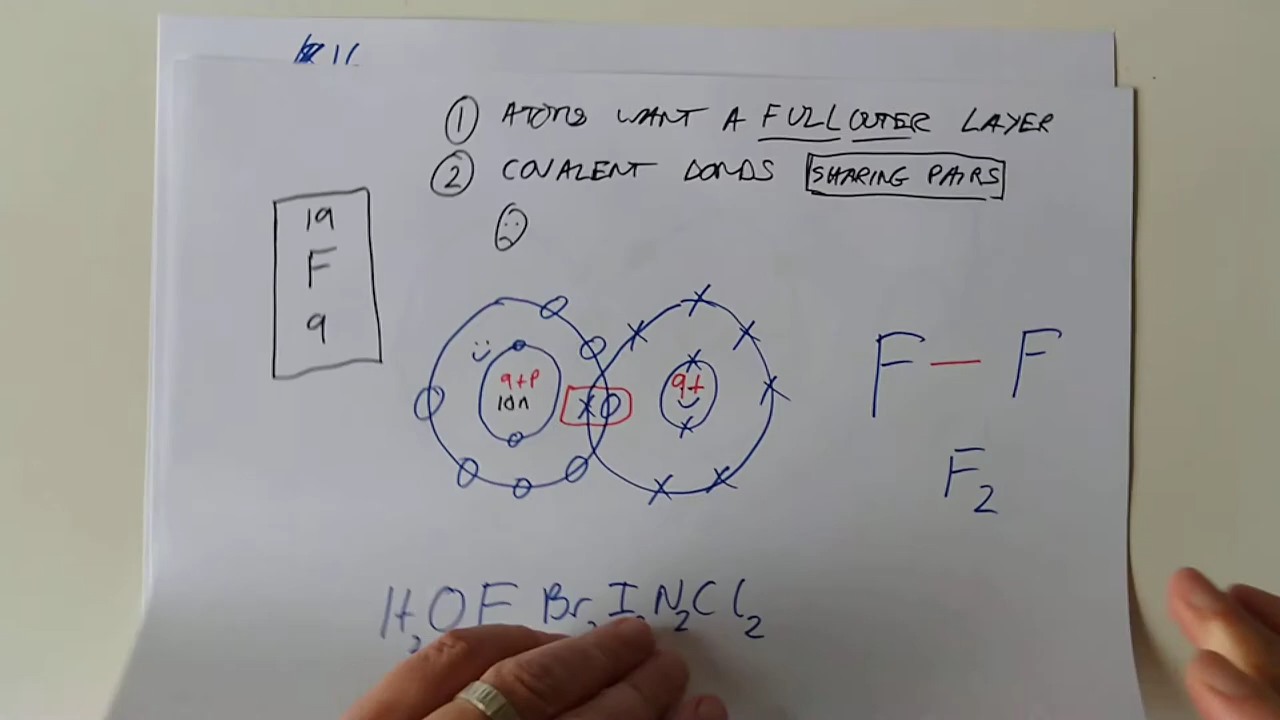 ① ATOMS WANT A FULL OUTER LAYER
② COVALENT BONDS SHARING PAIRS
19
F
9
9+P
10n
9+
F - F
F2
H2 O F Br2 I2 N2 Cl2